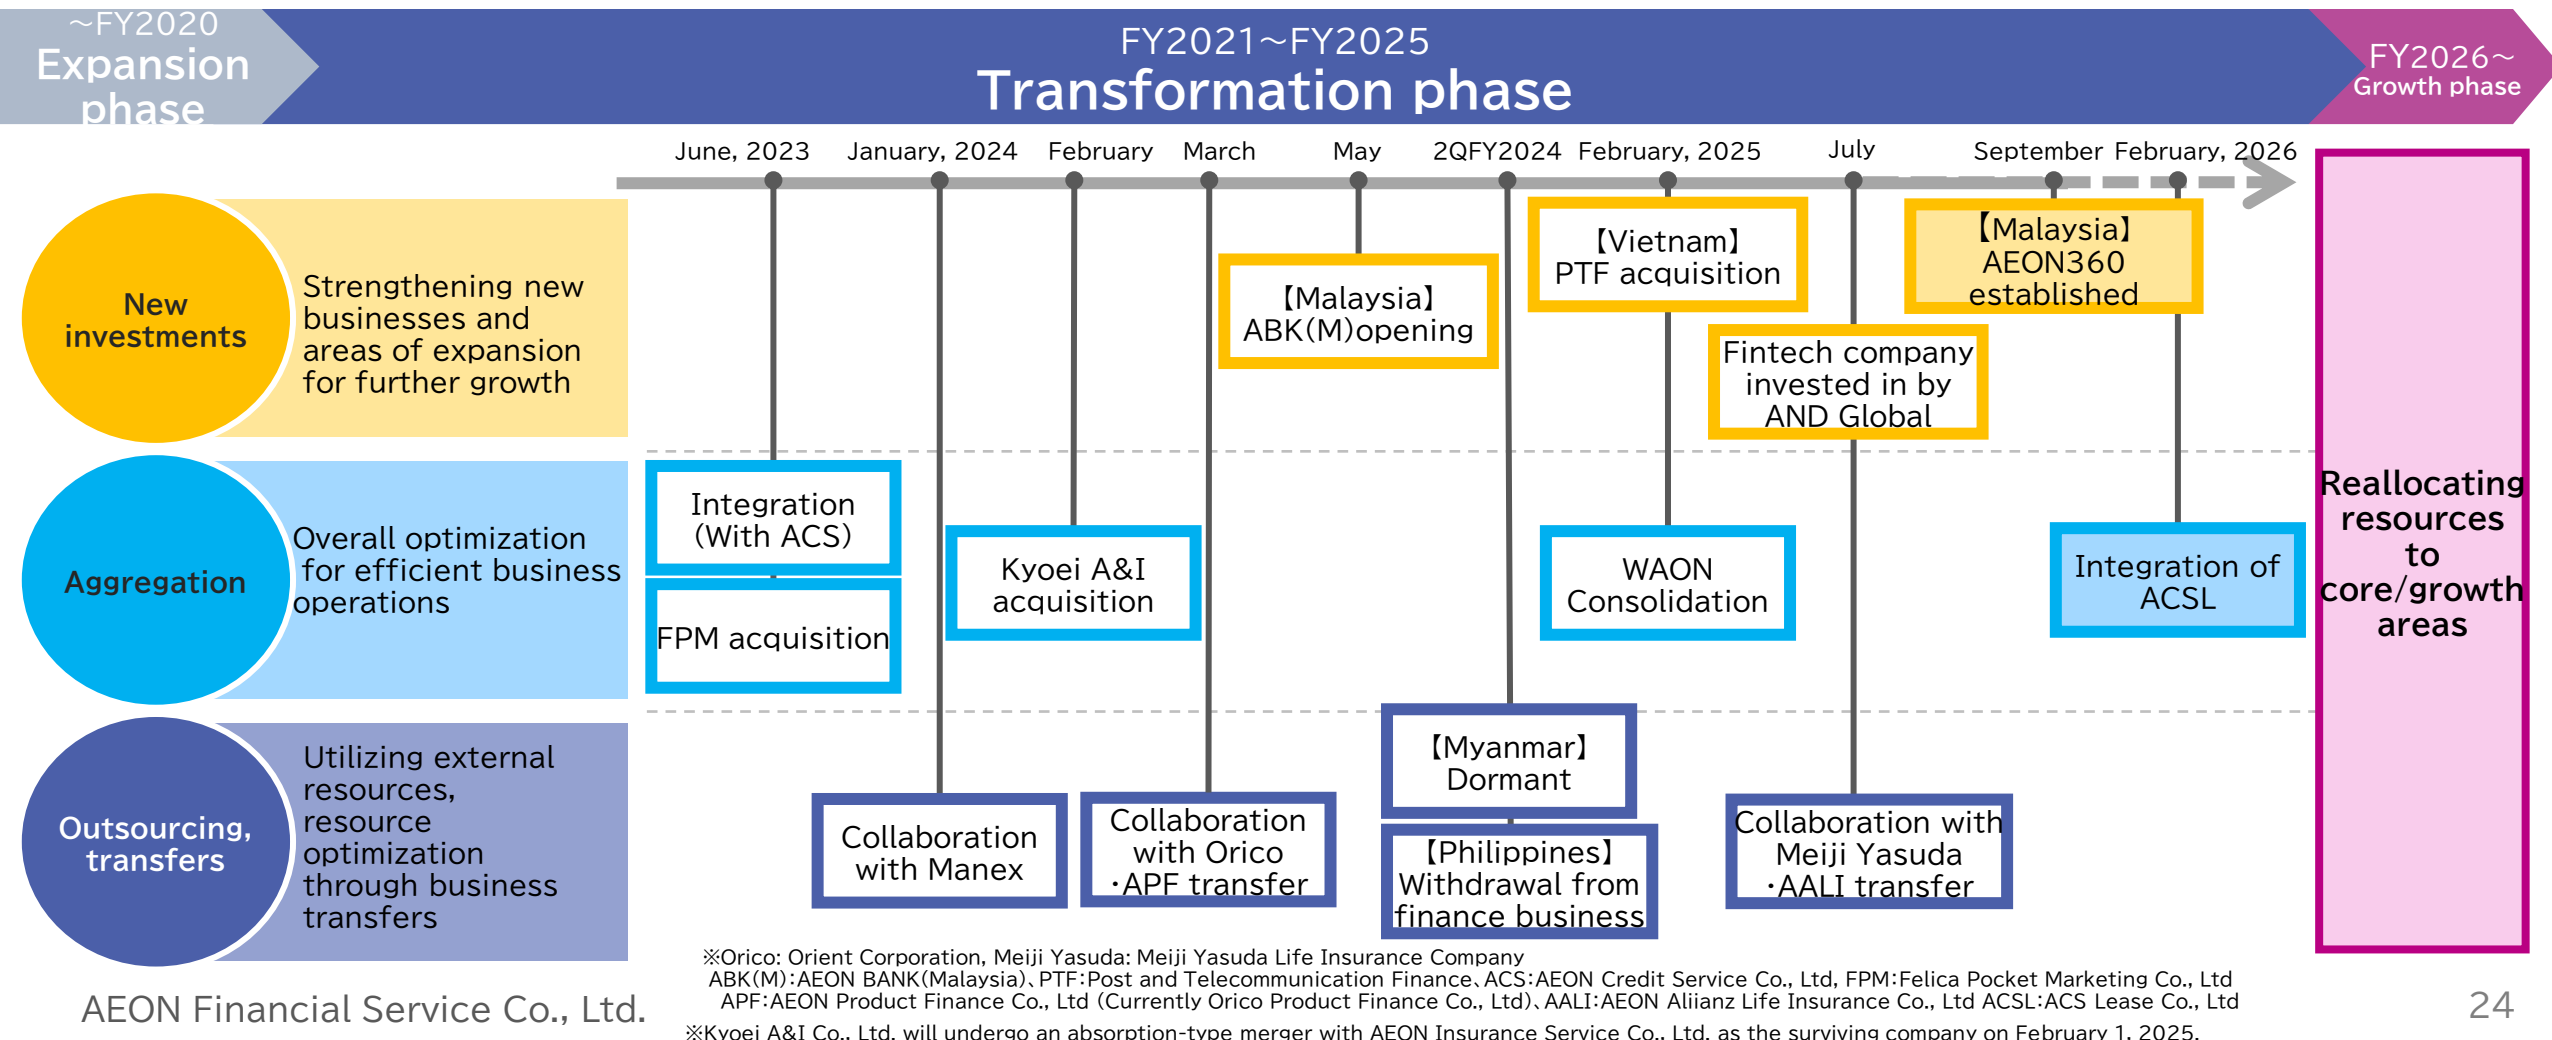 ~FY2020
Expansion
phase
FY2021~FY2025
Transformation phase
FY2026~
Growth phase
June, 2023
January, 2024
February
March
May
2QFY2024
February, 2025
July
September
February, 2026
New
investments
Strengthening new
businesses and
areas of expansion
for further growth
【Malaysia】
ABK(M)opening
【Vietnam】
PTF acquisition
Fintech company
invested in by
AND Global
【Malaysia】
AEON360
established
Aggregation
Overall optimization
for efficient business
operations
Integration
(With ACS)
FPM acquisition
Kyoei A&I
acquisition
WAON
Consolidation
Integration of
ACSL
Outsourcing,
transfers
Utilizing external
resources,
resource
optimization
through business
transfers
Collaboration
with Manex
Collaboration
with Orico
・APF transfer
【Myanmar】
Dormant
【Philippines】
Withdrawal from
finance business
Collaboration with
Meiji Yasuda
・AALI transfer
Reallocating
resources
to
core/growth
areas
※Orico: Orient Corporation, Meiji Yasuda: Meiji Yasuda Life Insurance Company
ABK(M):AEON BANK(Malaysia)、PTF:Post and Telecommunication Finance、ACS:AEON Credit Service Co., Ltd, FPM:Felica Pocket Marketing Co., Ltd
APF:AEON Product Finance Co., Ltd (Currently Orico Product Finance Co., Ltd)、AALI:AEON Aliianz Life Insurance Co., Ltd ACSL:ACS Lease Co., Ltd
※Kyoei A&I Co., Ltd. will undergo an absorption-type merger with AEON Insurance Service Co., Ltd. as the surviving company on February 1, 2025.
AEON Financial Service Co., Ltd.
24